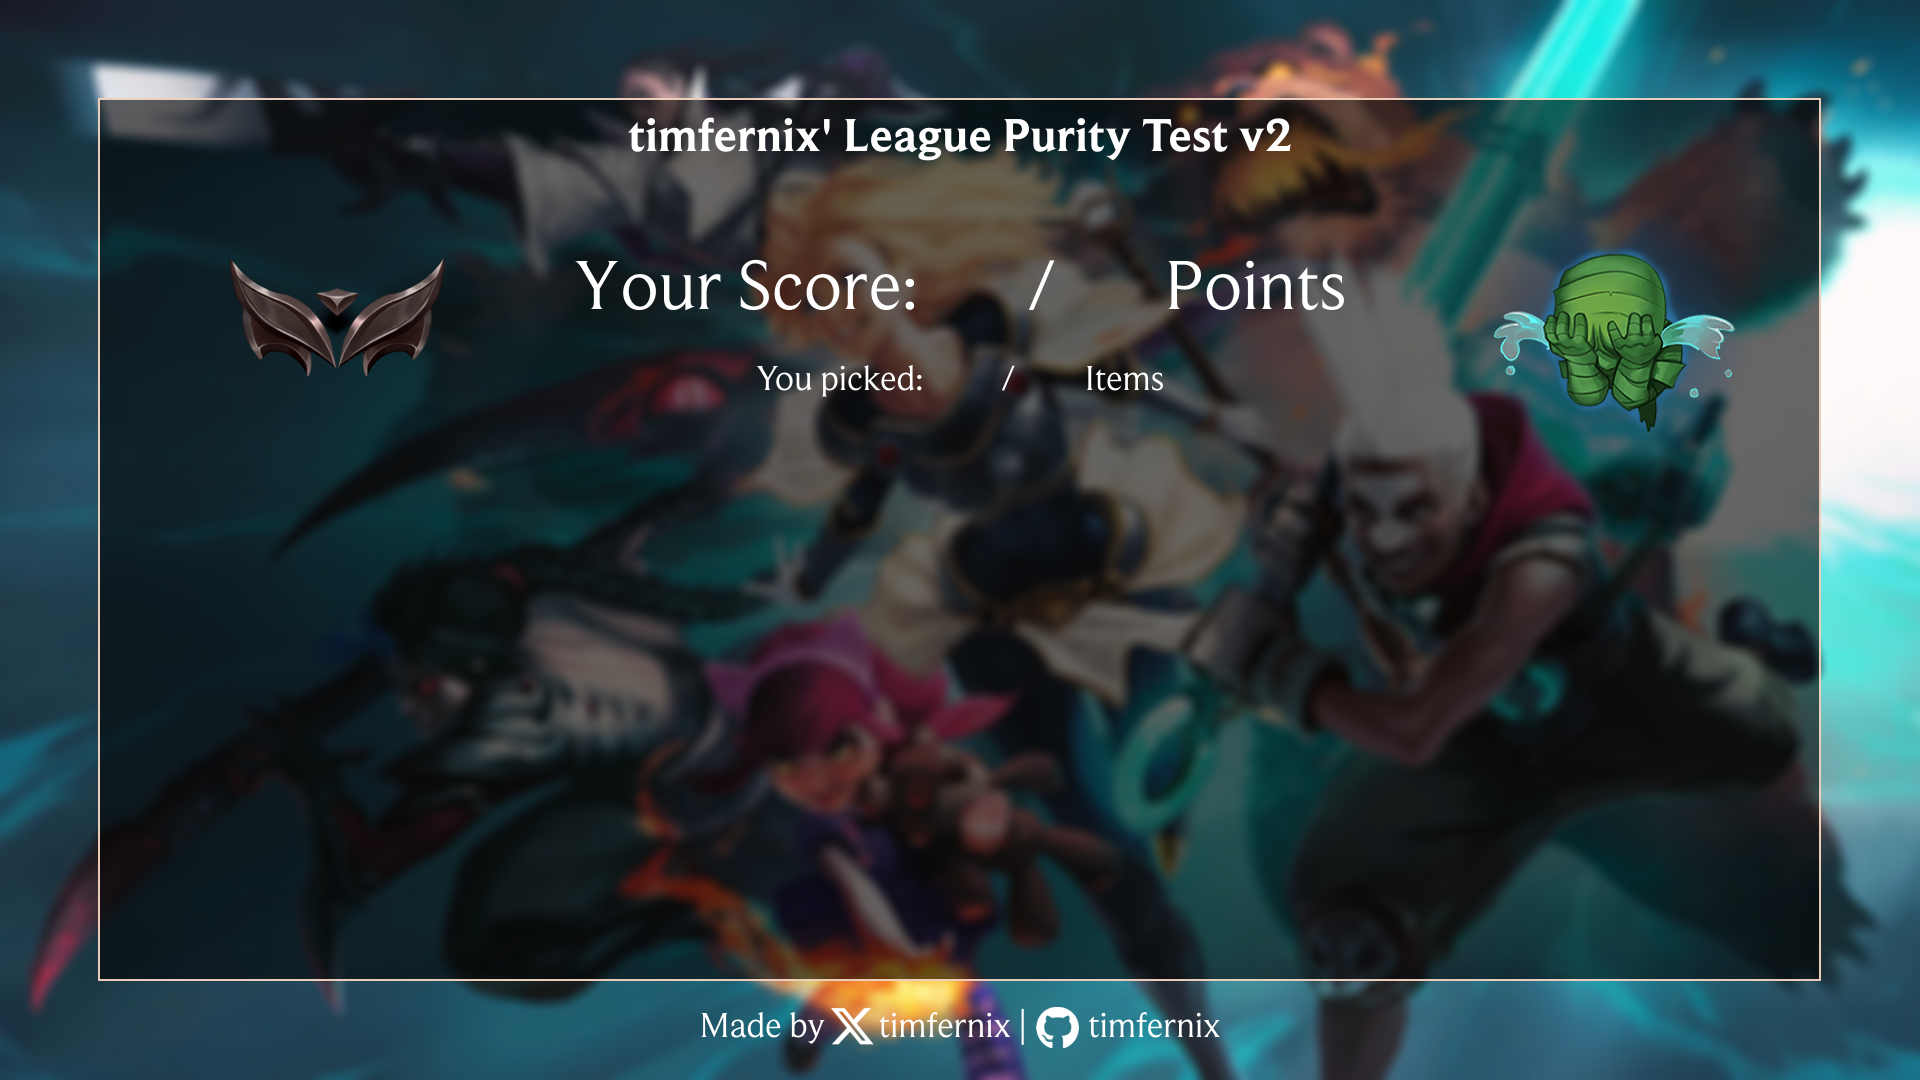 timfernix' League Purity Test v2
Your Score: / Points
You picked: / Items
Made by timfernix | timfernix